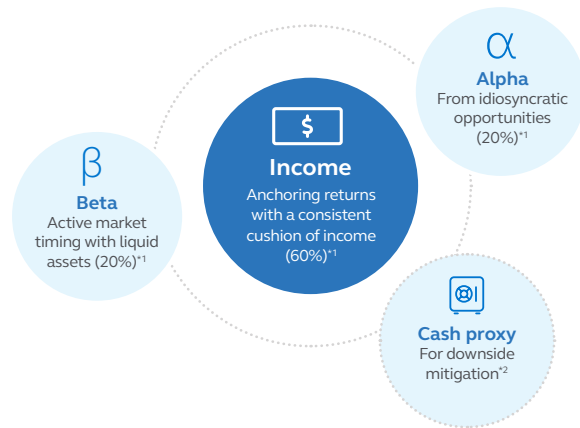 α
Alpha
From idiosyncratic
opportunities
(20%)*1
$
Income
Anchoring returns
with a consistent
cushion of income
(60%)*1
β
Beta
Active market
timing with liquid
assets (20%)*1
Cash proxy
For downside
mitigation*2